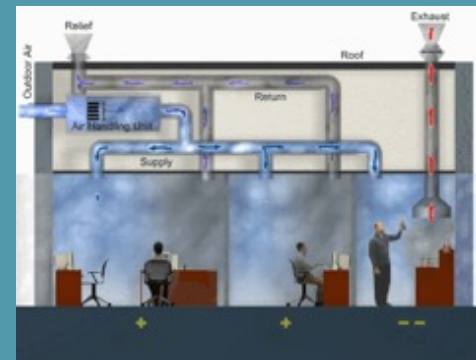 Relief
Exhaust
Outdoor Air
Roof
Return
Air Handling Unit
Supply
+
+
--